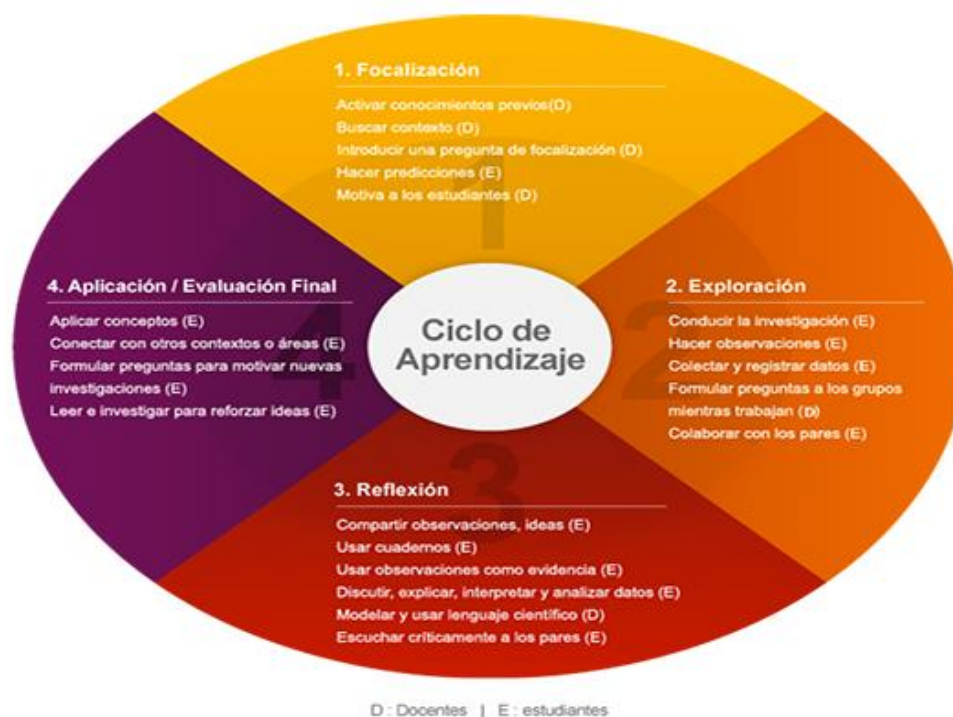 1. Focalización
Activar conocimientos previos(D)
Buscar contexto (D)
Introducir una pregunta de focalización (D)
Hacer predicciones (E)
Motiva a los estudiantes (D)
1
2. Exploración
Conducir la investigación (E)
Hacer observaciones (E)
Colectar y registrar datos (E)
Formular preguntas a los grupos
mientras trabajan (D)
Colaborar con los pares (E)
2
3. Reflexión
Compartir observaciones, ideas (E)
Usar cuadernos (E)
Usar observaciones como evidencia (E)
Discutir, explicar, interpretar y analizar datos (E)
Modelar y usar lenguaje científico (D)
Escuchar críticamente a los pares (E)
3
4. Aplicación / Evaluación Final
Aplicar conceptos (E)
Conectar con otros contextos o áreas (E)
Formular preguntas para motivar nuevas
investigaciones (E)
Leer e investigar para reforzar ideas (E)
4
Ciclo de
Aprendizaje
D : Docentes | E : estudiantes